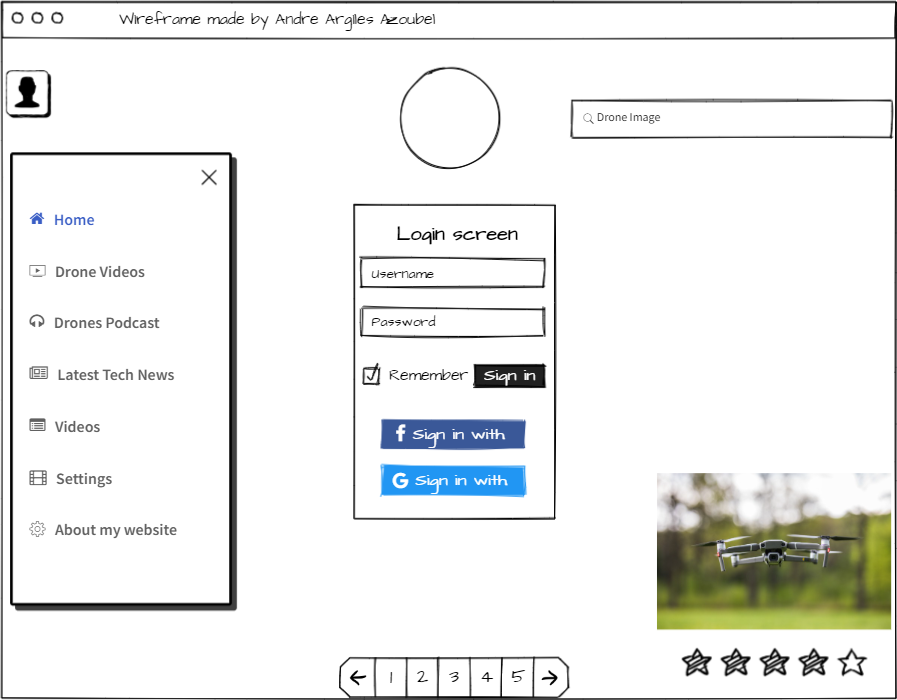 Wireframe made by Andre Argiles Azoubel
Drone Image
Home
Drone Videos
Drones Podcast
Latest Tech News
Videos
Settings
About my website
Login screen
Username
Password
Remember Sign in
f Sign in with
G Sign in with
1 2 3 4 5